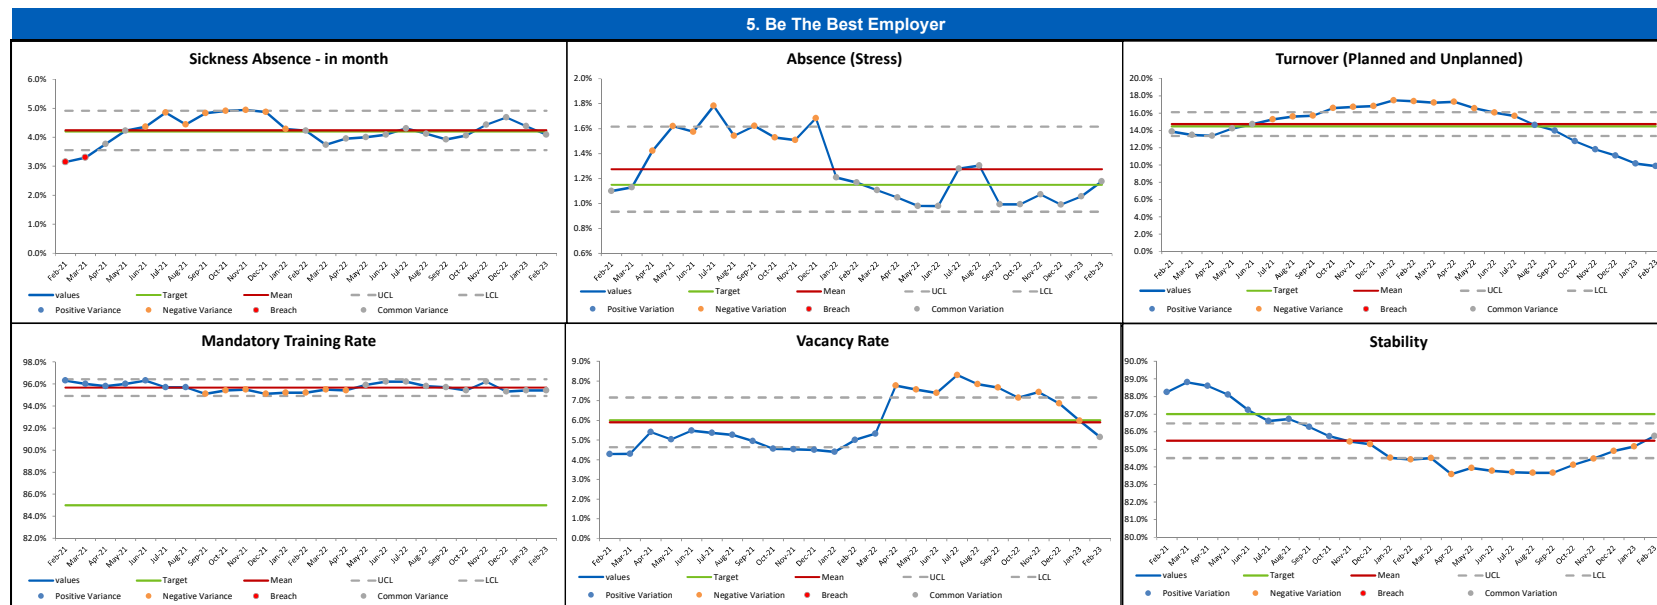 5. Be The Best Employer
Sickness Absence - in month
6.0%
5.0%
4.0%
3.0%
2.0%
1.0%
0.0%
Feb-21 Mar-21 Apr-21 May-21 Jun-21 Jul-21 Aug-21 Sep-21 Oct-21 Nov-21 Dec-21 Jan-22 Feb-22 Mar-22 Apr-22 May-22 Jun-22 Jul-22 Aug-22 Sep-22 Oct-22 Nov-22 Dec-22 Jan-23 Feb-23
values Target Mean UCL LCL
Positive Variance Negative Variance Breach Common Variance
Absence (Stress)
2.0%
1.8%
1.6%
1.4%
1.2%
1.0%
0.8%
0.6%
Feb-21 Mar-21 Apr-21 May-21 Jun-21 Jul-21 Aug-21 Sep-21 Oct-21 Nov-21 Dec-21 Jan-22 Feb-22 Mar-22 Apr-22 May-22 Jun-22 Jul-22 Aug-22 Sep-22 Oct-22 Nov-22 Dec-22 Jan-23 Feb-23
values Target Mean UCL LCL
Positive Variation Negative Variation Breach Common Variation
Turnover (Planned and Unplanned)
20.0%
18.0%
16.0%
14.0%
12.0%
10.0%
8.0%
6.0%
4.0%
2.0%
0.0%
Feb-21 Mar-21 Apr-21 May-21 Jun-21 Jul-21 Aug-21 Sep-21 Oct-21 Nov-21 Dec-21 Jan-22 Feb-22 Mar-22 Apr-22 May-22 Jun-22 Jul-22 Aug-22 Sep-22 Oct-22 Nov-22 Dec-22 Jan-23 Feb-23
values Target Mean UCL LCL
Positive Variation Negative Variance Breach Common Variance
Mandatory Training Rate
98.0%
96.0%
94.0%
92.0%
90.0%
88.0%
86.0%
84.0%
82.0%
Feb-21 Mar-21 Apr-21 May-21 Jun-21 Jul-21 Aug-21 Sep-21 Oct-21 Nov-21 Dec-21 Jan-22 Feb-22 Mar-22 Apr-22 May-22 Jun-22 Jul-22 Aug-22 Sep-22 Oct-22 Nov-22 Dec-22 Jan-23 Feb-23
values Target Mean UCL LCL
Positive Variance Negative Variance Breach Common Variance
Vacancy Rate
9.0%
8.0%
7.0%
6.0%
5.0%
4.0%
3.0%
2.0%
1.0%
0.0%
Feb-21 Mar-21 Apr-21 May-21 Jun-21 Jul-21 Aug-21 Sep-21 Oct-21 Nov-21 Dec-21 Jan-22 Feb-22 Mar-22 Apr-22 May-22 Jun-22 Jul-22 Aug-22 Sep-22 Oct-22 Nov-22 Dec-22 Jan-23 Feb-23
values Target Mean UCL LCL
Positive Variation Negative Variation Breach Common Variation
Stability
90.0%
89.0%
88.0%
87.0%
86.0%
85.0%
84.0%
83.0%
82.0%
81.0%
80.0%
Feb-21 Mar-21 Apr-21 May-21 Jun-21 Jul-21 Aug-21 Sep-21 Oct-21 Nov-21 Dec-21 Jan-22 Feb-22 Mar-22 Apr-22 May-22 Jun-22 Jul-22 Aug-22 Sep-22 Oct-22 Nov-22 Dec-22 Jan-23 Feb-23
values Target Mean UCL LCL
Positive Variation Negative Variation Breach Common Variation